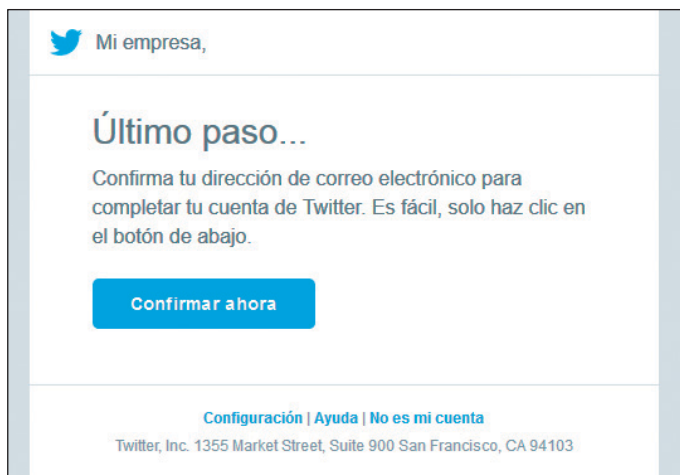 Mi empresa,
Último paso...
Confirma tu dirección de correo electrónico para
completar tu cuenta de Twitter. Es fácil, solo haz clic en
el botón de abajo.
Confirmar ahora
Configuración | Ayuda | No es mi cuenta
Twitter, Inc. 1355 Market Street, Suite 900 San Francisco, CA 94103